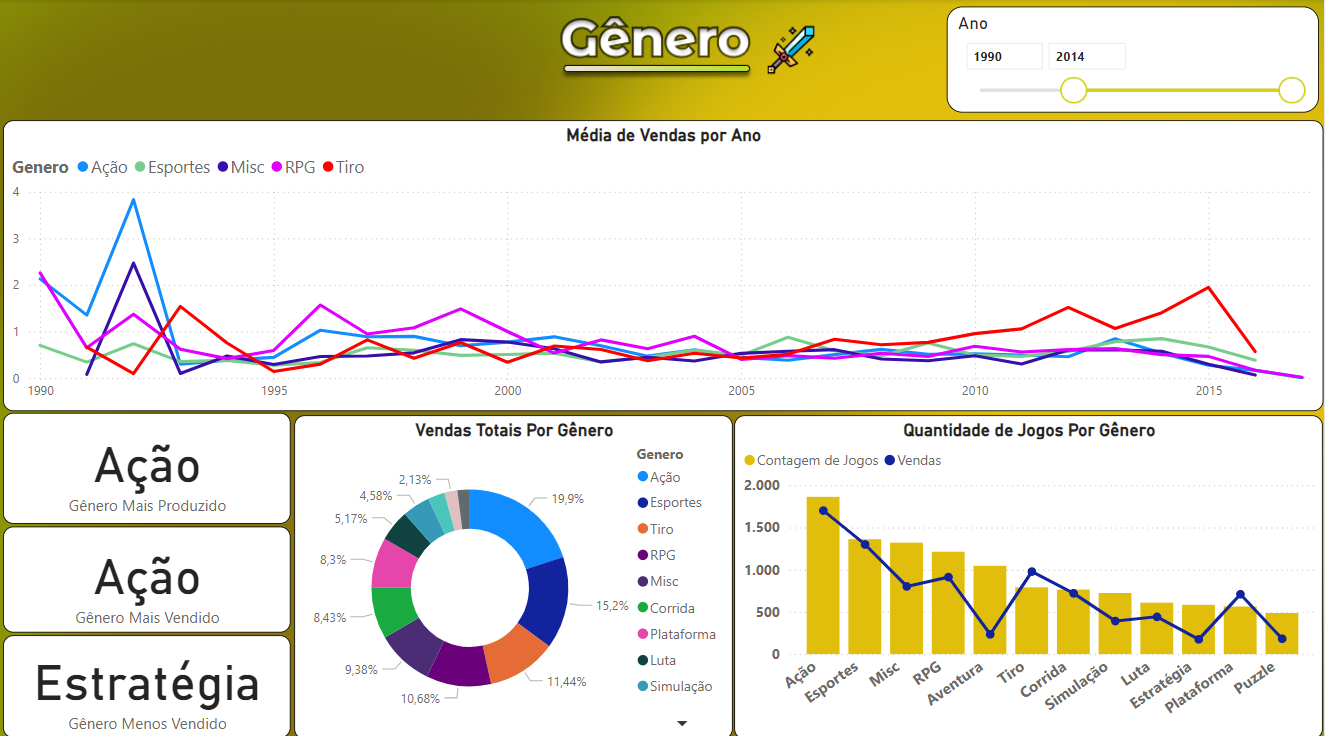 Gênero
Ano
1990 2014
Média de Vendas por Ano
Genero Ação Esportes Misc RPG Tiro
4
3
2
1
0
1990 1995 2000 2005 2010 2015
Ação
Gênero Mais Produzido
Ação
Gênero Mais Vendido
Estratégia
Gênero Menos Vendido
Vendas Totais Por Gênero
19,9%
15,2%
11,44%
10,68%
9,38%
8,43%
8,3%
5,17%
4,58%
2,13%
Genero
Ação
Esportes
Tiro
RPG
Misc
Corrida
Plataforma
Luta
Simulação
Quantidade de Jogos Por Gênero
Contagem de Jogos Vendas
2.000
1.500
1.000
500
0
Ação
Esportes
Misc
RPG
Aventura
Tiro
Corrida
Simulação
Luta
Estratégia
Plataforma
Puzzle